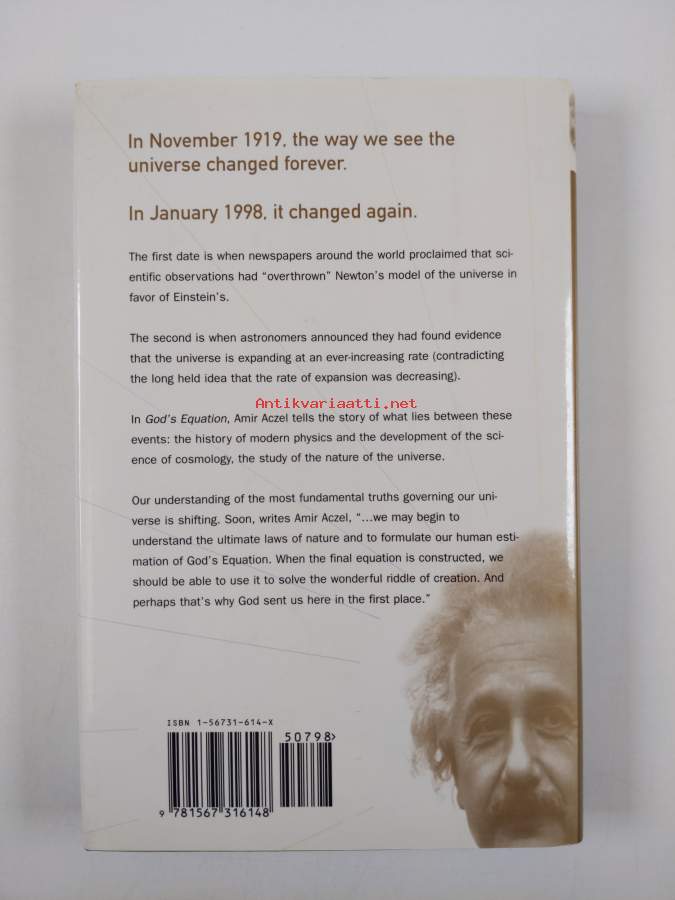 In November 1919, the way we see the
universe changed forever.
In January 1998, it changed again.
The first date is when newspapers around the world proclaimed that sci-
entific observations had “overthrown” Newton’s model of the universe in
favor of Einstein’s.
The second is when astronomers announced they had found evidence
that the universe is expanding at an ever-increasing rate (contradicting
the long held idea that the rate of expansion was decreasing).
Antikvariaatti.net
In God’s Equation, Amir Aczel tells the story of what lies between these
events: the history of modern physics and the development of the sci-
ence of cosmology, the study of the nature of the universe.
Our understanding of the most fundamental truths governing our uni-
verse is shifting. Soon, writes Amir Aczel, “...we may begin to
understand the ultimate laws of nature and to formulate our human esti-
mation of God’s Equation. When the final equation is constructed, we
should be able to use it to solve the wonderful riddle of creation. And
perhaps that’s why God sent us here in the first place.”
ISBN 1-56731-614-X
50798>
9 781567 316148